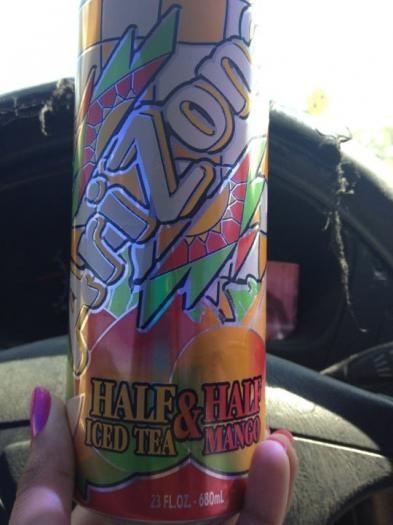 AriZona
HALF & HALF
ICED TEA MANGO
23 FL.OZ. - 680mL